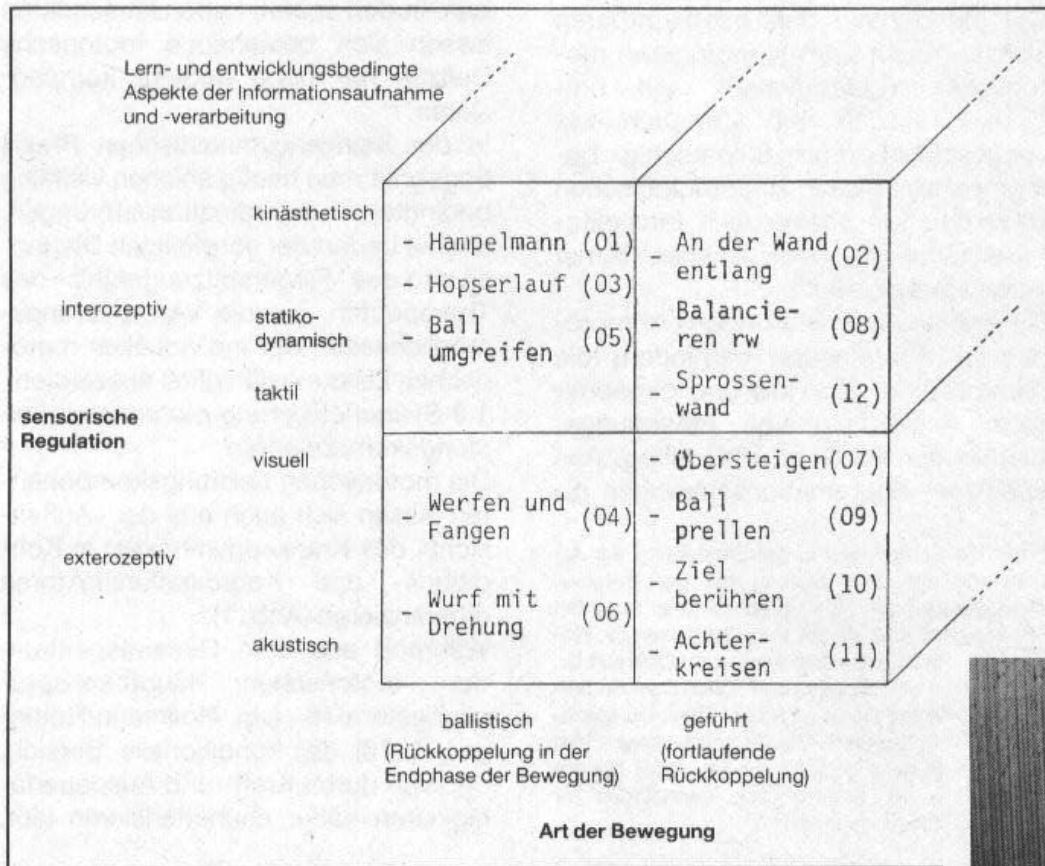 Lern- und entwicklungsbedingte
Aspekte der Informationsaufnahme
und -verarbeitung
sensorische
Regulation
interozeptiv
kinästhetisch
statiko-
dynamisch
taktil
exterozeptiv
visuell
akustisch
Hampelmann (01)
Hopserlauf (03)
Ball
umgreifen (05)
An der Wand
entlang (02)
Balancie-
ren rw (08)
Sprossen-
wand (12)
Werfen und
Fangen (04)
Wurf mit
Drehung (06)
Übersteigen(07)
Ball
prellen (09)
Ziel
berühren (10)
Achter-
kreisen (11)
ballistisch
(Rückkoppelung in der
Endphase der Bewegung)
geführt
(fortlaufende
Rückkoppelung)
Art der Bewegung